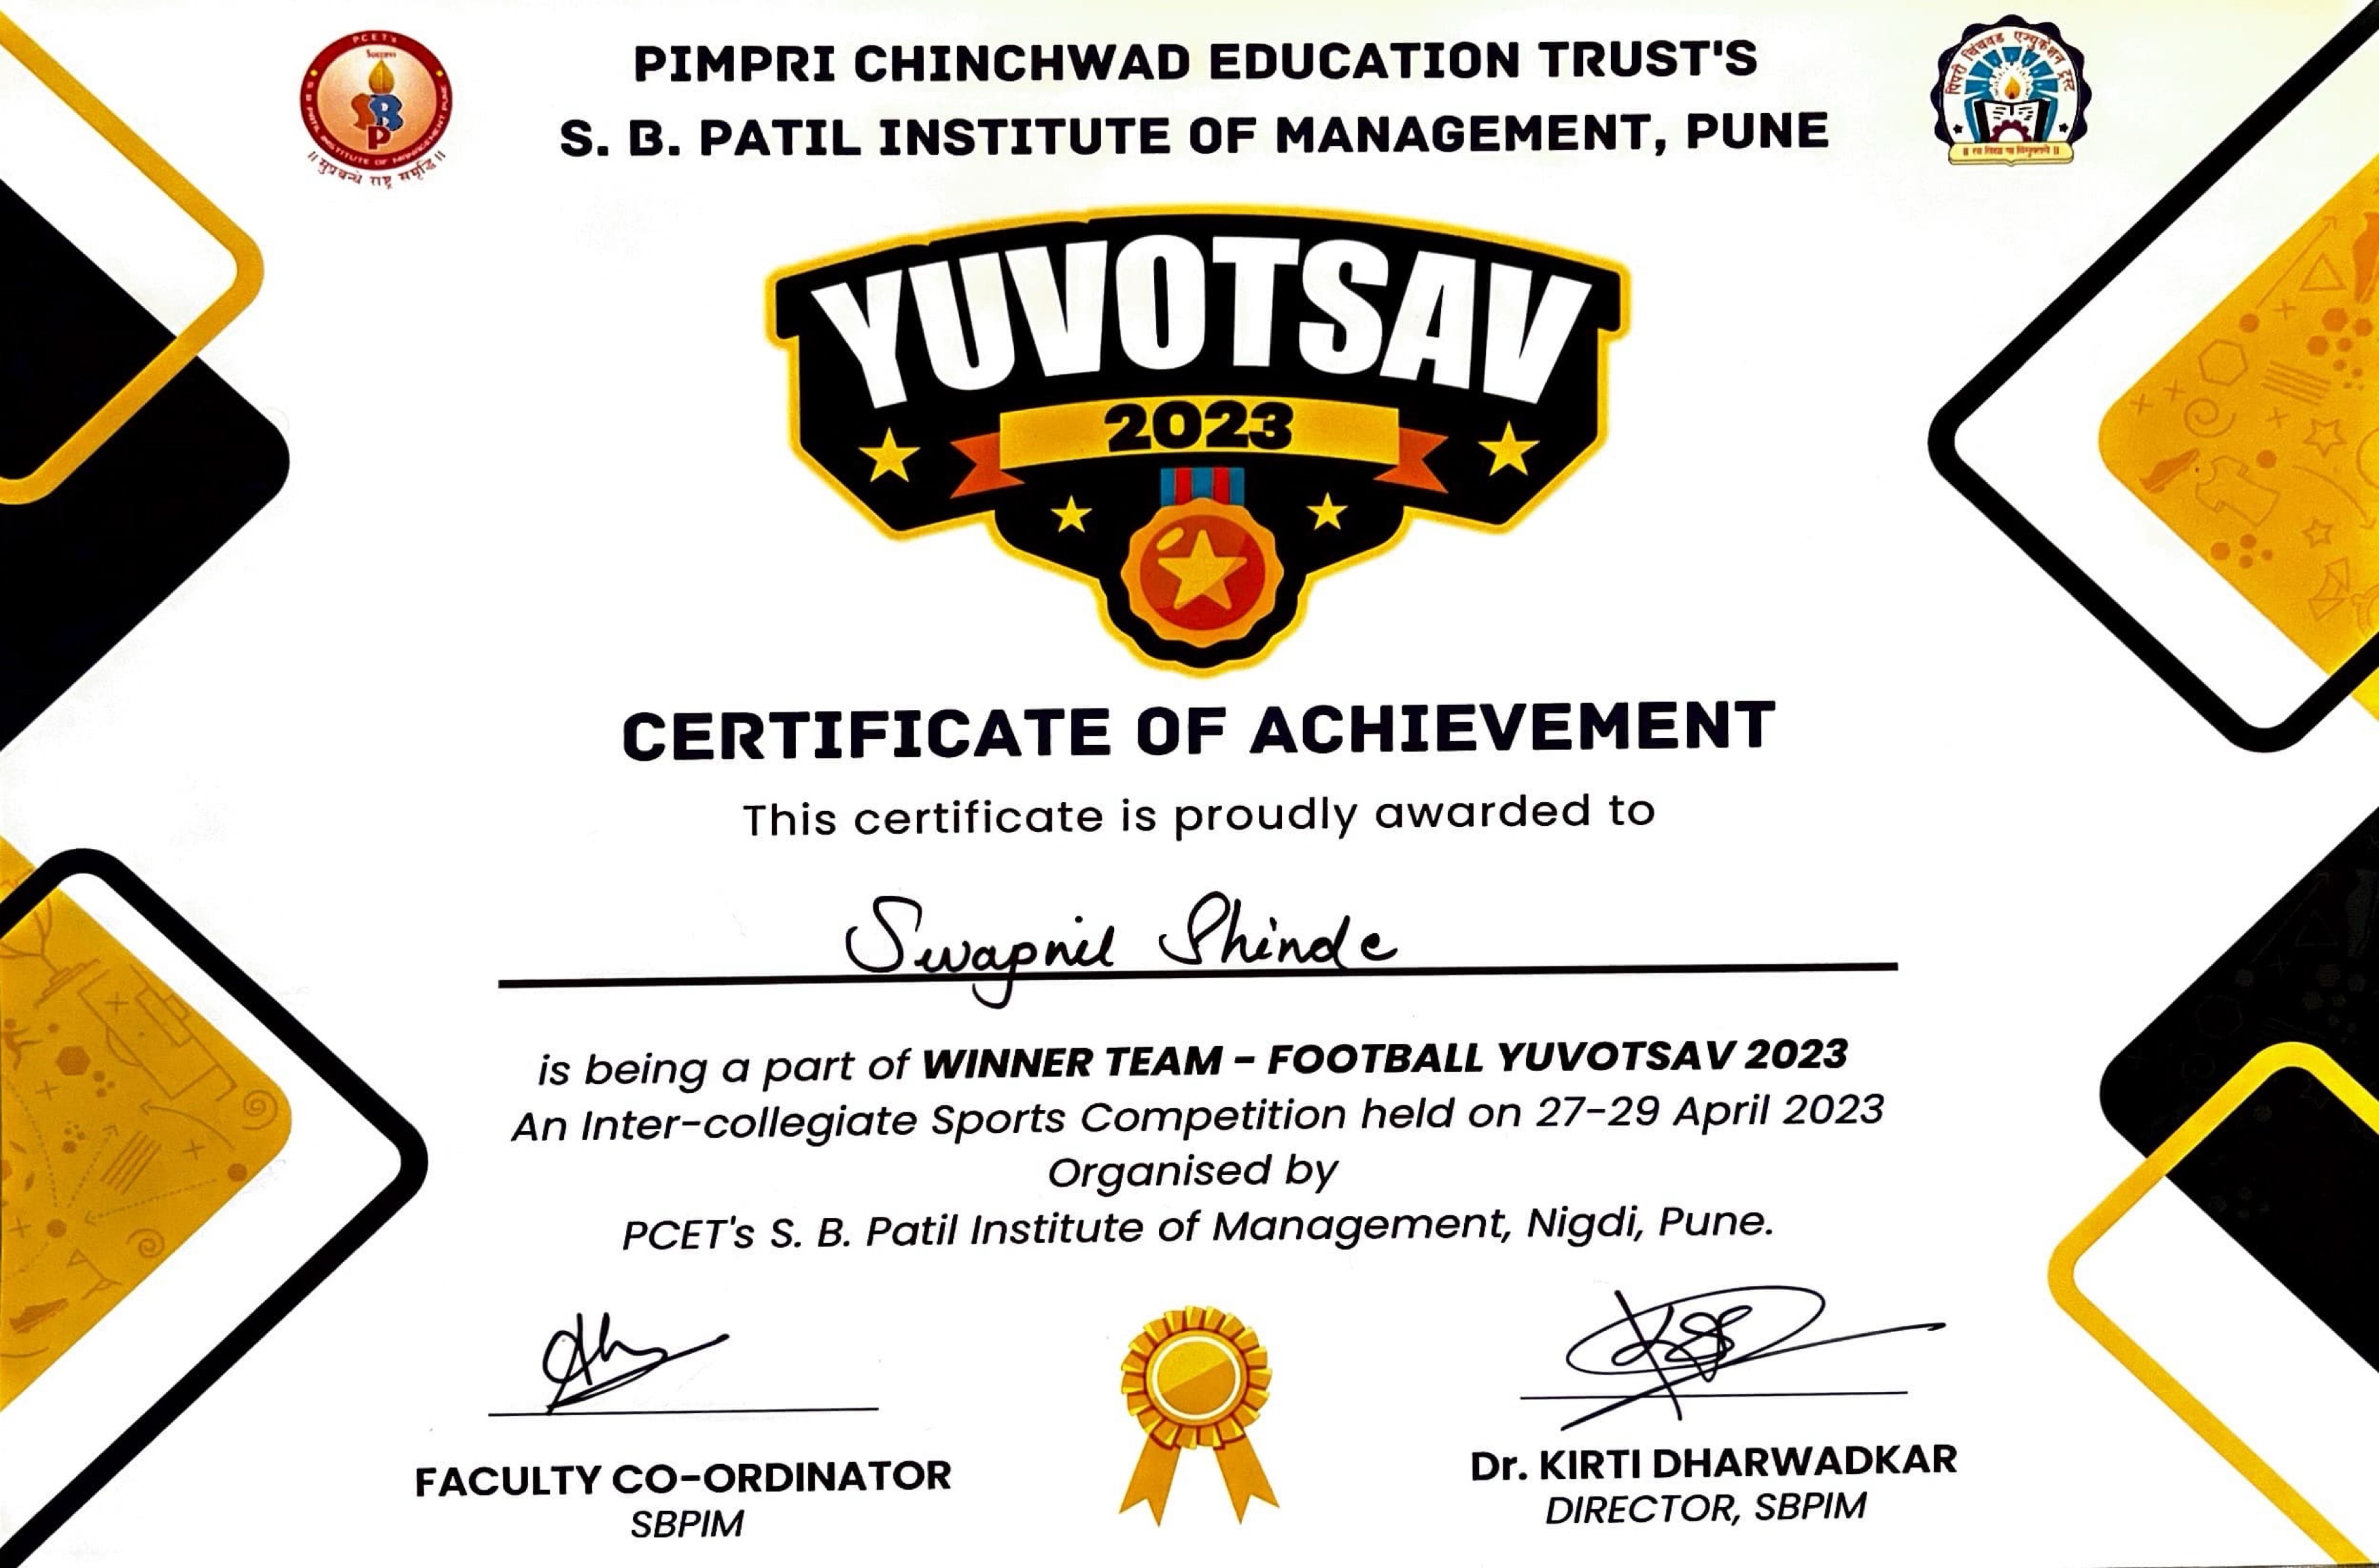 PCET's
S B PATIL INSTITUTE OF MANAGEMENT PUNE
SBP
॥ सुप्रबन्धे राष्ट्र समृद्धि ॥
PIMPRI CHINCHWAD EDUCATION TRUST'S
S. B. PATIL INSTITUTE OF MANAGEMENT, PUNE
पिंपरी चिंचवड एज्युकेशन ट्रस्ट
YUVOTSAV
2023
CERTIFICATE OF ACHIEVEMENT
This certificate is proudly awarded to
Swapnil Shinde
is being a part of WINNER TEAM – FOOTBALL YUVOTSAV 2023
An Inter-collegiate Sports Competition held on 27-29 April 2023
Organised by
PCET's S. B. Patil Institute of Management, Nigdi, Pune.
FACULTY CO-ORDINATOR
SBPIM
Dr. KIRTI DHARWADKAR
DIRECTOR, SBPIM